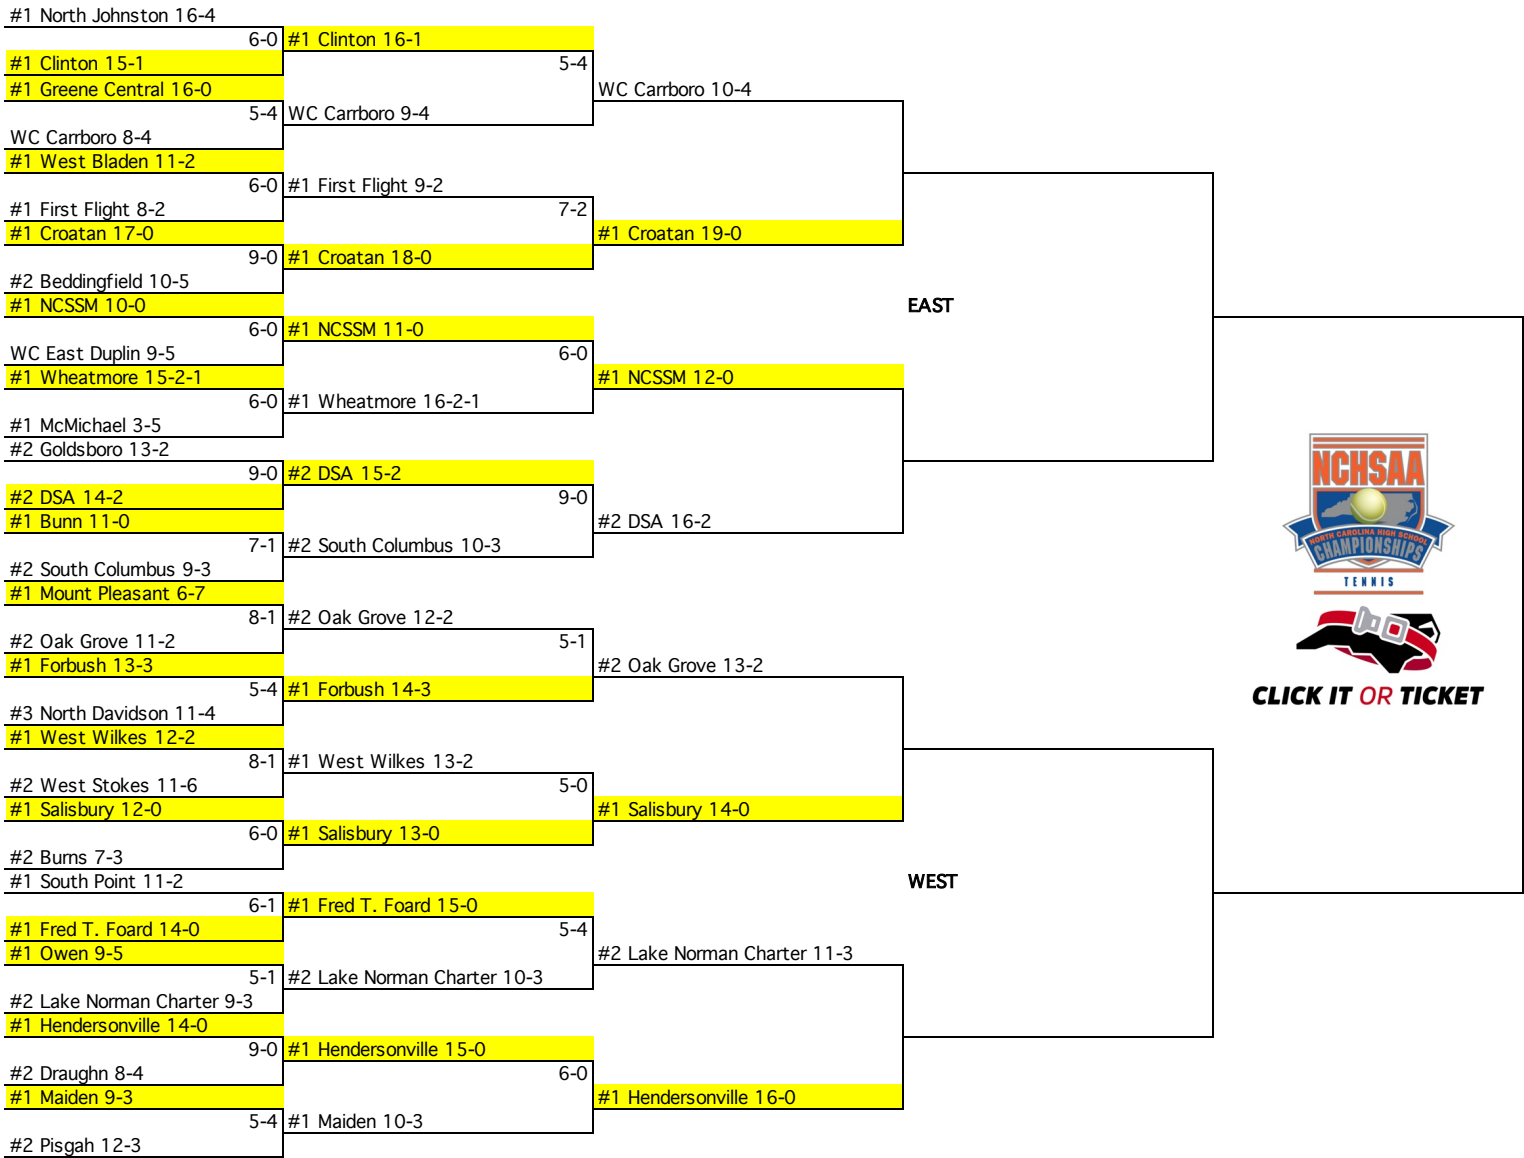 #1 North Johnston 16-4
6-0
#1 Clinton 16-1
#1 Clinton 15-1
5-4
#1 Greene Central 16-0
WC Carrboro 10-4
5-4
WC Carrboro 9-4
WC Carrboro 8-4
#1 West Bladen 11-2
6-0
#1 First Flight 9-2
#1 First Flight 8-2
7-2
#1 Croatan 17-0
#1 Croatan 19-0
9-0
#1 Croatan 18-0
#2 Beddingfield 10-5
#1 NCSSM 10-0
EAST
6-0
#1 NCSSM 11-0
WC East Duplin 9-5
6-0
#1 Wheatmore 15-2-1
#1 NCSSM 12-0
6-0
#1 Wheatmore 16-2-1
#1 McMichael 3-5
#2 Goldsboro 13-2
9-0
#2 DSA 15-2
#2 DSA 14-2
9-0
#1 Bunn 11-0
#2 DSA 16-2
7-1
#2 South Columbus 10-3
#2 South Columbus 9-3
#1 Mount Pleasant 6-7
8-1
#2 Oak Grove 12-2
#2 Oak Grove 11-2
5-1
#1 Forbush 13-3
#2 Oak Grove 13-2
5-4
#1 Forbush 14-3
#3 North Davidson 11-4
#1 West Wilkes 12-2
8-1
#1 West Wilkes 13-2
#2 West Stokes 11-6
5-0
#1 Salisbury 12-0
#1 Salisbury 14-0
6-0
#1 Salisbury 13-0
#2 Burns 7-3
#1 South Point 11-2
WEST
6-1
#1 Fred T. Foard 15-0
#1 Fred T. Foard 14-0
5-4
#1 Owen 9-5
#2 Lake Norman Charter 11-3
5-1
#2 Lake Norman Charter 10-3
#2 Lake Norman Charter 9-3
#1 Hendersonville 14-0
9-0
#1 Hendersonville 15-0
#2 Draughn 8-4
6-0
#1 Maiden 9-3
#1 Hendersonville 16-0
5-4
#1 Maiden 10-3
#2 Pisgah 12-3
NCHSAA
NORTH CAROLINA HIGH SCHOOL
CHAMPIONSHIPS
TENNIS
CLICK IT OR TICKET